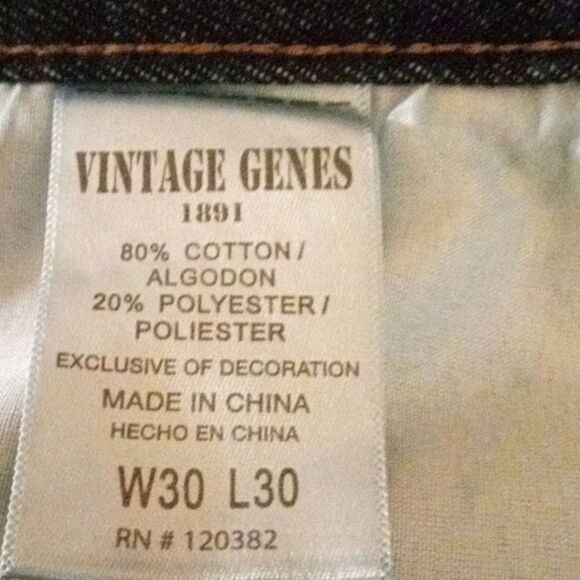 VINTAGE GENES
1891
80% COTTON /
ALGODON
20% POLYESTER /
POLIESTER
EXCLUSIVE OF DECORATION
MADE IN CHINA
HECHO EN CHINA
W30 L30
RN # 120382